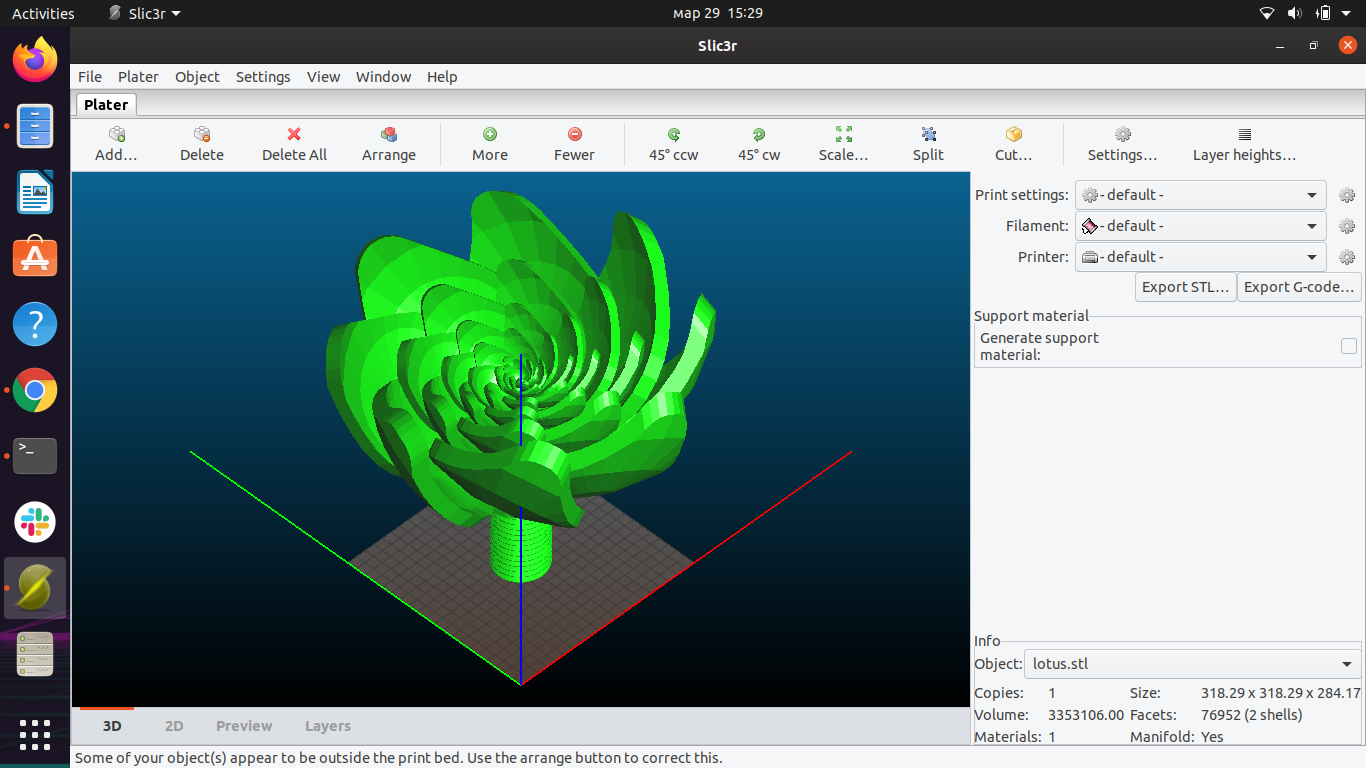 Activities Slic3r мар 29 15:29
Slic3r
File Plater Object Settings View Window Help
Plater
Add… Delete Delete All Arrange More Fewer 45° ccw 45° cw Scale… Split Cut… Settings… Layer heights…
Print settings: - default -
Filament: - default -
Printer: - default -
Export STL… Export G-code…
Support material
Generate support
material:
Info
Object: lotus.stl
Copies: 1 Size: 318.29 x 318.29 x 284.17
Volume: 3353106.00 Facets: 76952 (2 shells)
Materials: 1 Manifold: Yes
3D 2D Preview Layers
Some of your object(s) appear to be outside the print bed. Use the arrange button to correct this.